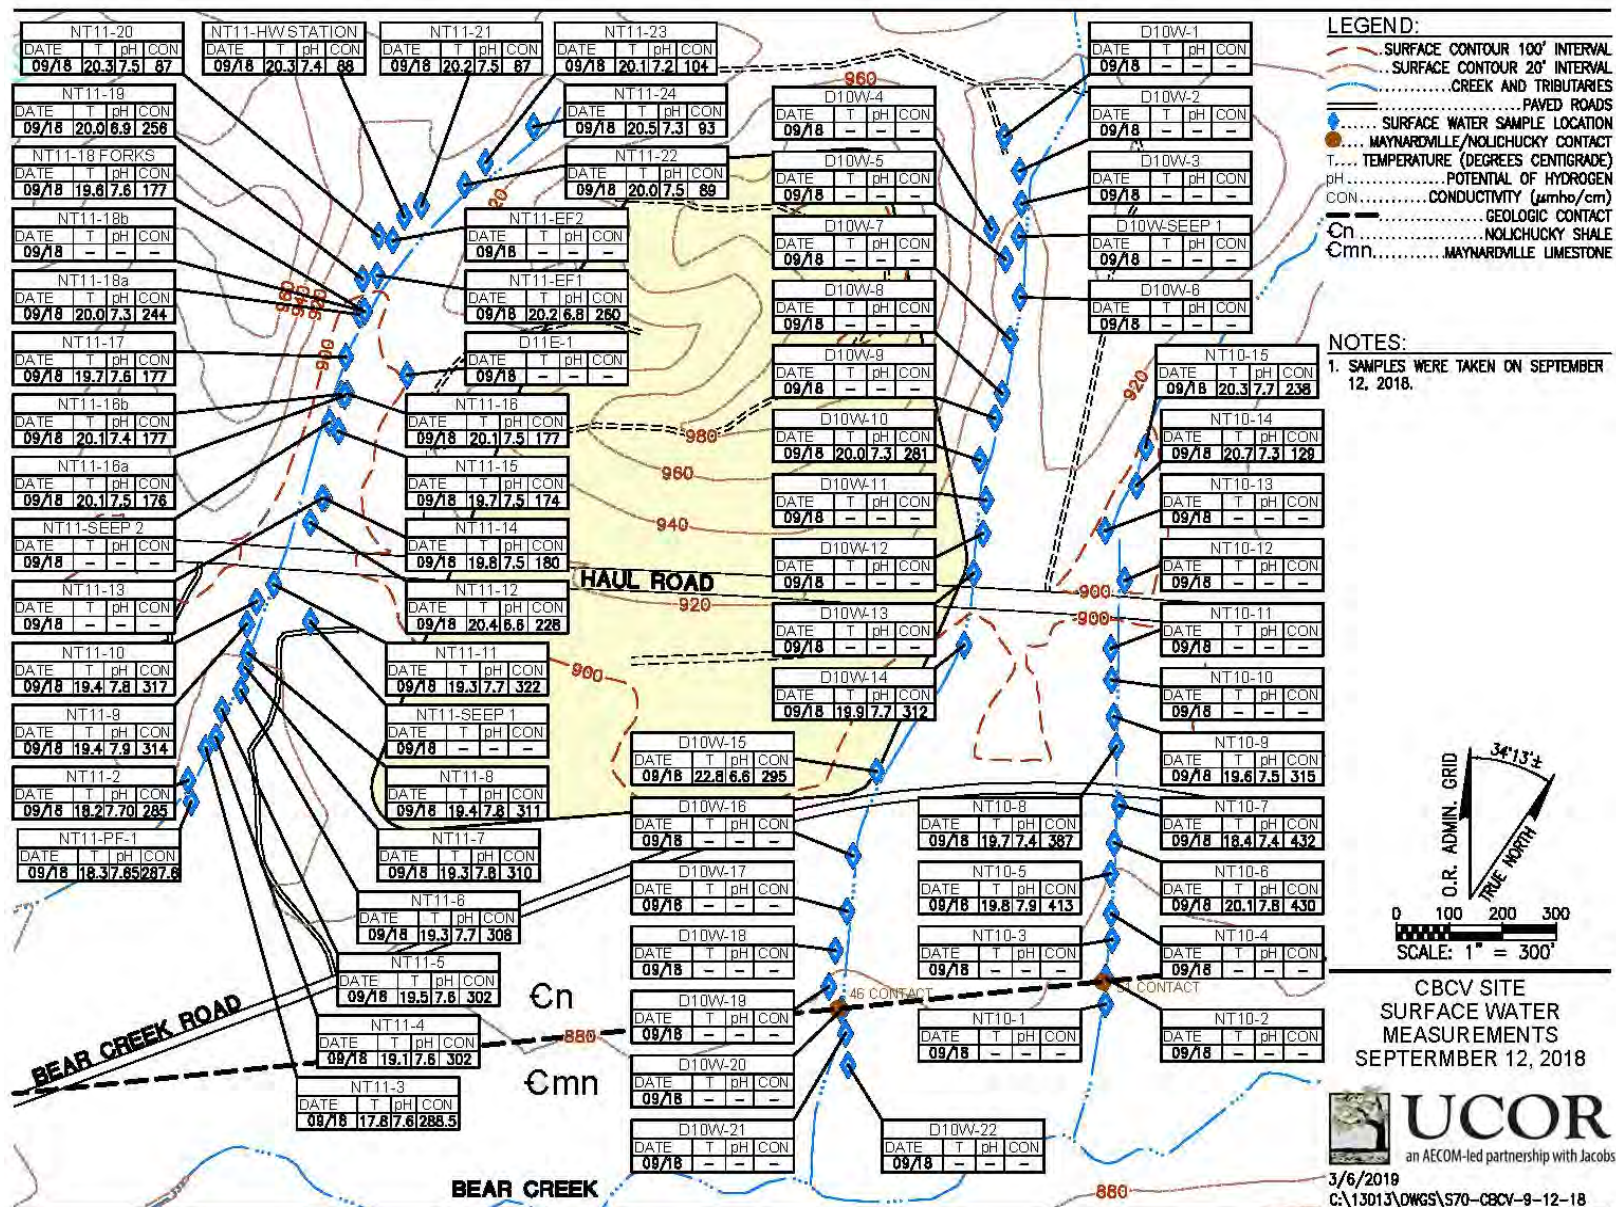 NT11-20
DATE T pH CON
09/18 20.3 7.5 87
NT11-HW STATION
DATE T pH CON
09/18 20.3 7.4 88
NT11-21
DATE T pH CON
09/18 20.2 7.5 87
NT11-23
DATE T pH CON
09/18 20.1 7.2 104
NT11-19
DATE T pH CON
09/18 20.0 6.9 256
NT11-24
DATE T pH CON
09/18 20.5 7.3 93
NT11-18 FORKS
DATE T pH CON
09/18 19.6 7.6 177
NT11-22
DATE T pH CON
09/18 20.0 7.5 89
NT11-18b
DATE T pH CON
09/18 – – –
NT11-EF2
DATE T pH CON
09/18 – – –
NT11-18a
DATE T pH CON
09/18 20.0 7.3 244
NT11-EF1
DATE T pH CON
09/18 20.2 6.8 260
NT11-17
DATE T pH CON
09/18 19.7 7.6 177
D11E-1
DATE T pH CON
09/18 – – –
NT11-16b
DATE T pH CON
09/18 20.1 7.4 177
NT11-16
DATE T pH CON
09/18 20.1 7.5 177
NT11-16a
DATE T pH CON
09/18 20.1 7.5 176
NT11-15
DATE T pH CON
09/18 19.7 7.5 174
NT11-SEEP 2
DATE T pH CON
09/18 – – –
NT11-14
DATE T pH CON
09/18 19.8 7.5 180
NT11-13
DATE T pH CON
09/18 – – –
NT11-12
DATE T pH CON
09/18 20.4 6.6 228
NT11-10
DATE T pH CON
09/18 19.4 7.8 317
NT11-11
DATE T pH CON
09/18 19.3 7.7 322
NT11-9
DATE T pH CON
09/18 19.4 7.9 314
NT11-SEEP 1
DATE T pH CON
09/18 – – –
NT11-2
DATE T pH CON
09/18 18.2 7.70 285
NT11-8
DATE T pH CON
09/18 19.4 7.8 311
NT11-PF-1
DATE T pH CON
09/18 18.3 7.65 287.6
NT11-7
DATE T pH CON
09/18 19.3 7.8 310
NT11-6
DATE T pH CON
09/18 19.3 7.7 308
NT11-5
DATE T pH CON
09/18 19.5 7.6 302
NT11-4
DATE T pH CON
09/18 19.1 7.6 302
NT11-3
DATE T pH CON
09/18 17.8 7.6 288.5
D10W-4
DATE T pH CON
09/18 – – –
D10W-5
DATE T pH CON
09/18 – – –
D10W-7
DATE T pH CON
09/18 – – –
D10W-8
DATE T pH CON
09/18 – – –
D10W-9
DATE T pH CON
09/18 – – –
D10W-10
DATE T pH CON
09/18 20.0 7.3 281
D10W-11
DATE T pH CON
09/18 – – –
D10W-12
DATE T pH CON
09/18 – – –
D10W-13
DATE T pH CON
09/18 – – –
D10W-14
DATE T pH CON
09/18 19.9 7.7 312
D10W-15
DATE T pH CON
09/18 22.8 6.6 295
D10W-16
DATE T pH CON
09/18 – – –
D10W-17
DATE T pH CON
09/18 – – –
D10W-18
DATE T pH CON
09/18 – – –
D10W-19
DATE T pH CON
09/18 – – –
D10W-20
DATE T pH CON
09/18 – – –
D10W-21
DATE T pH CON
09/18 – – –
D10W-22
DATE T pH CON
09/18 – – –
D10W-1
DATE T pH CON
09/18 – – –
D10W-2
DATE T pH CON
09/18 – – –
D10W-3
DATE T pH CON
09/18 – – –
D10W-SEEP 1
DATE T pH CON
09/18 – – –
D10W-6
DATE T pH CON
09/18 – – –
NT10-15
DATE T pH CON
09/18 20.3 7.7 238
NT10-14
DATE T pH CON
09/18 20.7 7.3 129
NT10-13
DATE T pH CON
09/18 – – –
NT10-12
DATE T pH CON
09/18 – – –
NT10-11
DATE T pH CON
09/18 – – –
NT10-10
DATE T pH CON
09/18 – – –
NT10-9
DATE T pH CON
09/18 19.6 7.5 315
NT10-8
DATE T pH CON
09/18 19.7 7.4 387
NT10-7
DATE T pH CON
09/18 18.4 7.4 432
NT10-5
DATE T pH CON
09/18 19.8 7.9 413
NT10-6
DATE T pH CON
09/18 20.1 7.8 430
NT10-3
DATE T pH CON
09/18 – – –
NT10-4
DATE T pH CON
09/18 – – –
NT10-1
DATE T pH CON
09/18 – – –
NT10-2
DATE T pH CON
09/18 – – –
960
20
960
940
920
900
920
980
960
940
HAUL ROAD
920
900
900
900
46 CONTACT
51 CONTACT
Єn
880
BEAR CREEK ROAD
Єmn
BEAR CREEK
880
LEGEND:
SURFACE CONTOUR 100' INTERVAL
SURFACE CONTOUR 20' INTERVAL
CREEK AND TRIBUTARIES
PAVED ROADS
SURFACE WATER SAMPLE LOCATION
MAYNARDVILLE/NOLICHUCKY CONTACT
T.... TEMPERATURE (DEGREES CENTIGRADE)
pH.............POTENTIAL OF HYDROGEN
CON...........CONDUCTIVITY (µmho/cm)
GEOLOGIC CONTACT
Єn......................NOLICHUCKY SHALE
Єmn............MAYNARDVILLE LIMESTONE
NOTES:
1. SAMPLES WERE TAKEN ON SEPTEMBER
12, 2018.
34°13'±
O.R. ADMIN. GRID
TRUE NORTH
0 100 200 300
SCALE: 1" = 300'
CBCV SITE
SURFACE WATER
MEASUREMENTS
SEPTERMBER 12, 2018
UCOR
an AECOM-led partnership with Jacobs
3/6/2019
C:\13013\DWGS\S70-CBCV-9-12-18